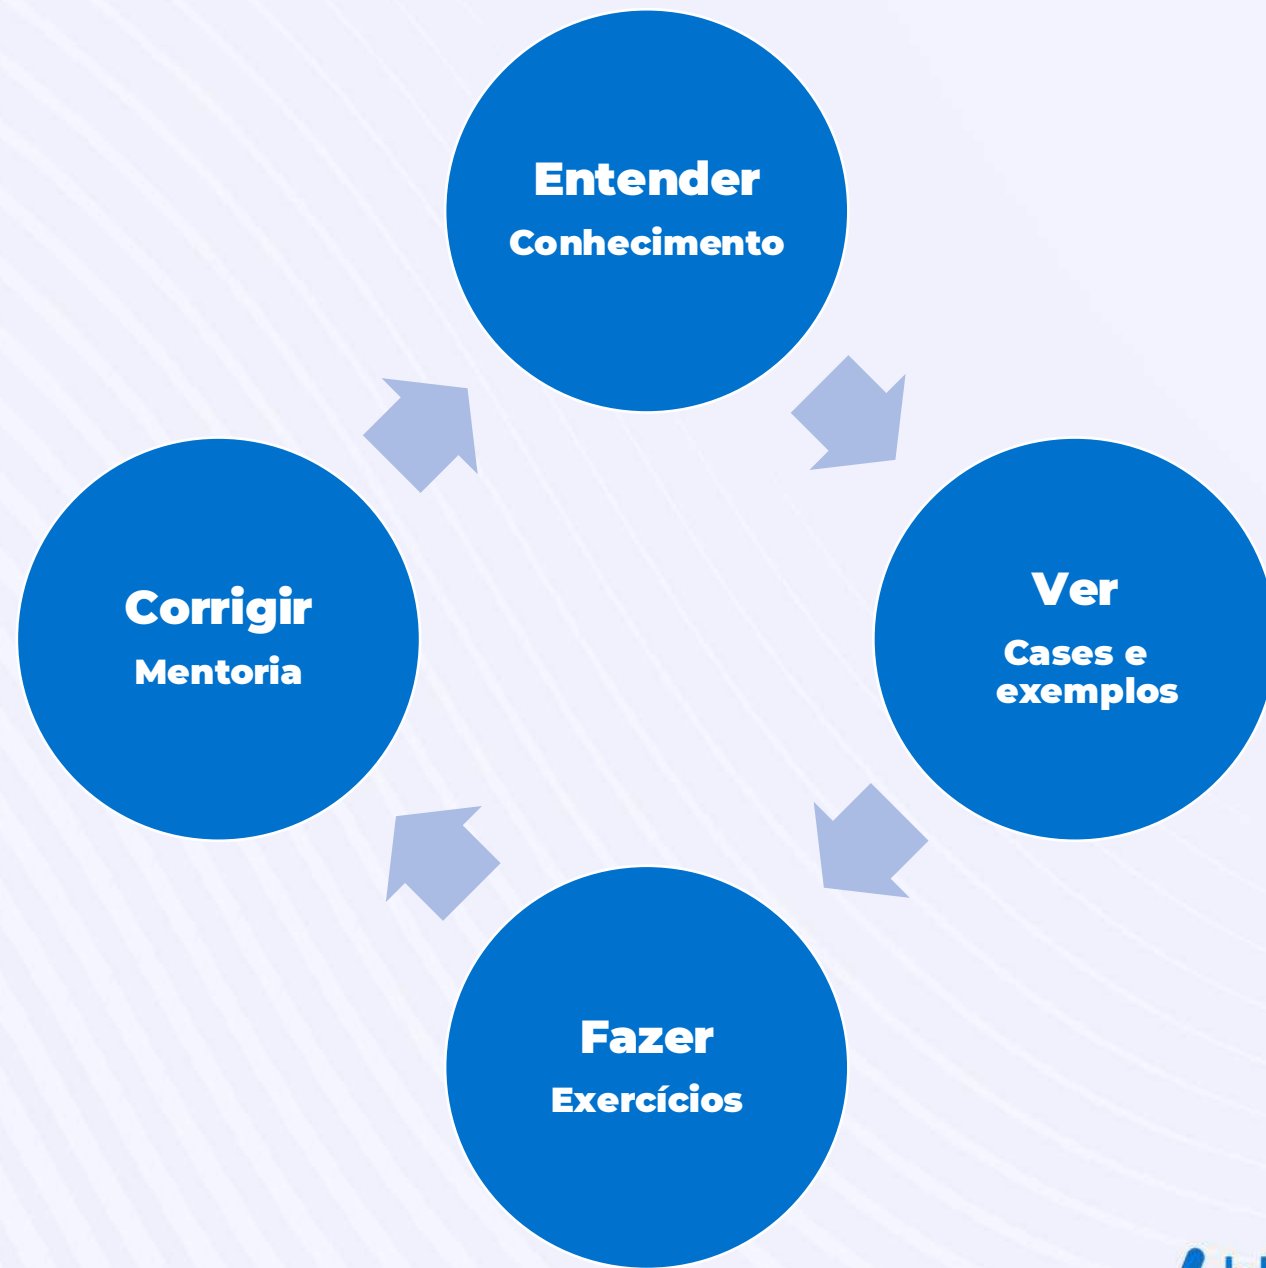 Entender
Conhecimento
Ver
Cases e
exemplos
Fazer
Exercícios
Corrigir
Mentoria